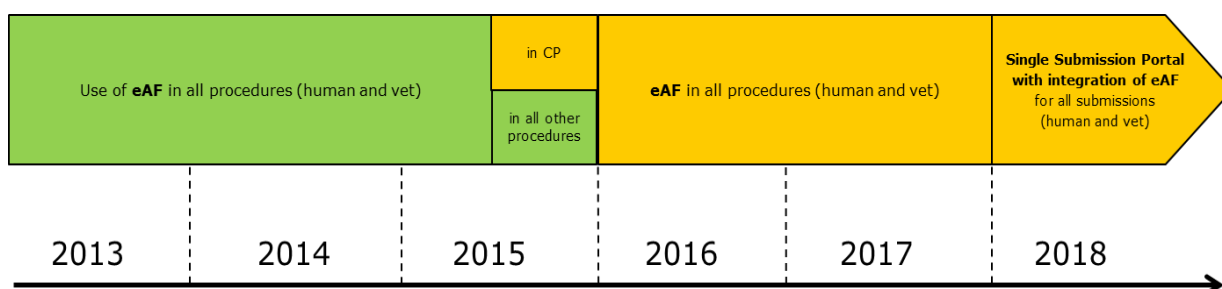 Use of eAF in all procedures (human and vet)
in CP
in all other
procedures
eAF in all procedures (human and vet)
Single Submission Portal
with integration of eAF
for all submissions
(human and vet)
2013
2014
2015
2016
2017
2018